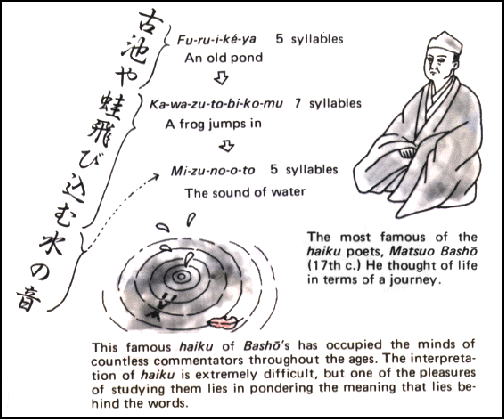 古池や蛙飛び込む水の音
Fu-ru-i-ké-ya 5 syllables
An old pond
Ka-wa-zu-to-bi-ko-mu 7 syllables
A frog jumps in
Mi-zu-no-o-to 5 syllables
The sound of water
The most famous of the
haiku poets, Matsuo Bashō
(17th c.) He thought of life
in terms of a journey.
This famous haiku of Bashō's has occupied the minds of
countless commentators throughout the ages. The interpreta-
tion of haiku is extremely difficult, but one of the pleasures
of studying them lies in pondering the meaning that lies be-
hind the words.